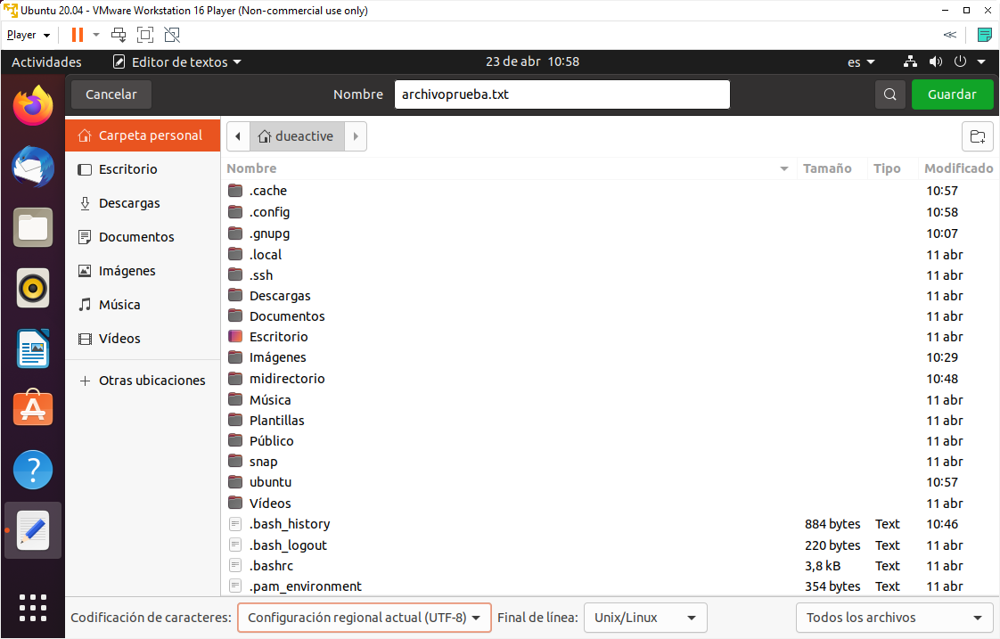 Ubuntu 20.04 - VMware Workstation 16 Player (Non-commercial use only)
Player
Actividades Editor de textos 23 de abr 10:58 es
Cancelar Nombre archivoprueba.txt Guardar
Carpeta personal dueactive
Escritorio
Descargas
Documentos
Imágenes
Música
Vídeos
Otras ubicaciones
Nombre Tamaño Tipo Modificado
.cache 10:57
.config 10:58
.gnupg 10:07
.local 11 abr
.ssh 11 abr
Descargas 11 abr
Documentos 11 abr
Escritorio 11 abr
Imágenes 10:29
midirectorio 10:48
Música 11 abr
Plantillas 11 abr
Público 11 abr
snap 11 abr
ubuntu 10:57
Vídeos 11 abr
.bash_history 884 bytes Text 10:46
.bash_logout 220 bytes Text 11 abr
.bashrc 3,8 kB Text 11 abr
.pam_environment 354 bytes Text 11 abr
Codificación de caracteres: Configuración regional actual (UTF-8) Final de línea: Unix/Linux Todos los archivos